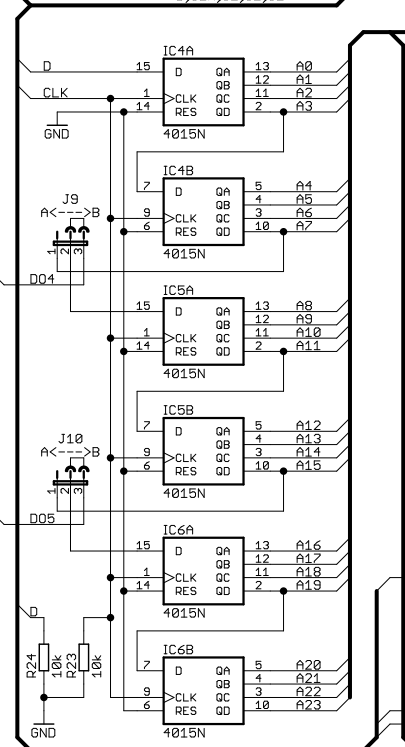 IC4A
D 15 D QA 13 A0
QB 12 A1
CLK 1 CLK QC 11 A2
14 RES QD 2 A3
GND 4015N
IC4B
7 D QA 5 A4
QB 4 A5
J9 9 CLK QC 3 A6
A<--->B 6 RES QD 10 A7
4015N
1 2 3
DO4
IC5A
15 D QA 13 A8
QB 12 A9
1 CLK QC 11 A10
14 RES QD 2 A11
4015N
IC5B
7 D QA 5 A12
QB 4 A13
J10 9 CLK QC 3 A14
A<--->B 6 RES QD 10 A15
4015N
1 2 3
DO5
IC6A
15 D QA 13 A16
QB 12 A17
1 CLK QC 11 A18
14 RES QD 2 A19
D 4015N
IC6B
R24 10k R23 10k 7 D QA 5 A20
QB 4 A21
9 CLK QC 3 A22
6 RES QD 10 A23
GND 4015N